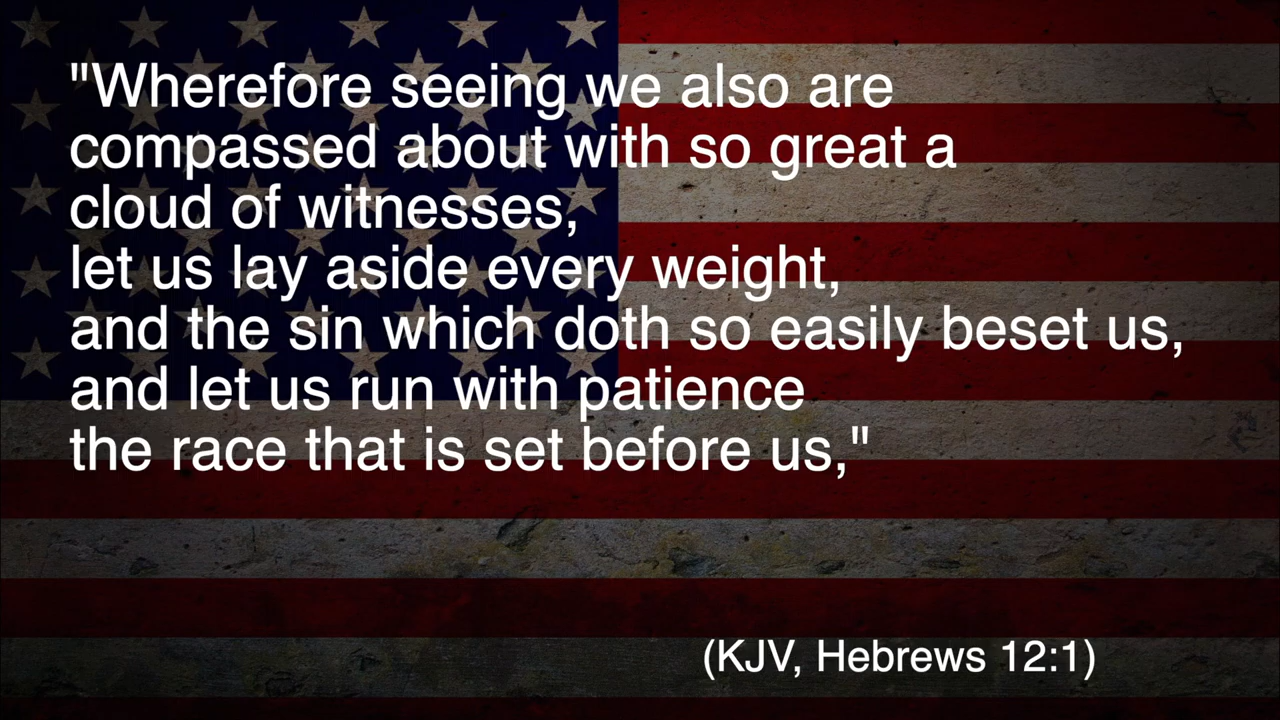 "Wherefore seeing we also are
compassed about with so great a
cloud of witnesses,
let us lay aside every weight,
and the sin which doth so easily beset us,
and let us run with patience
the race that is set before us,"
(KJV, Hebrews 12:1)